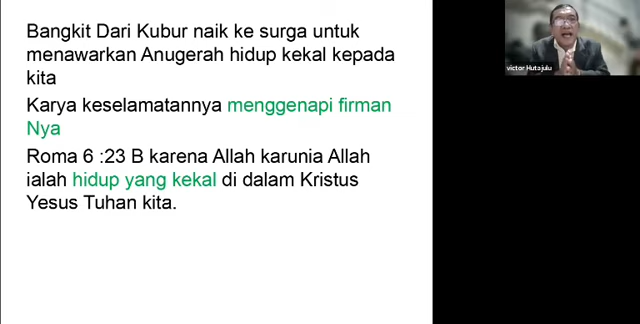 Bangkit Dari Kubur naik ke surga untuk
menawarkan Anugerah hidup kekal kepada
kita
Karya keselamatannya menggenapi firman
Nya
Roma 6 :23 B karena Allah karunia Allah
ialah hidup yang kekal di dalam Kristus
Yesus Tuhan kita.
victor Hutajulu